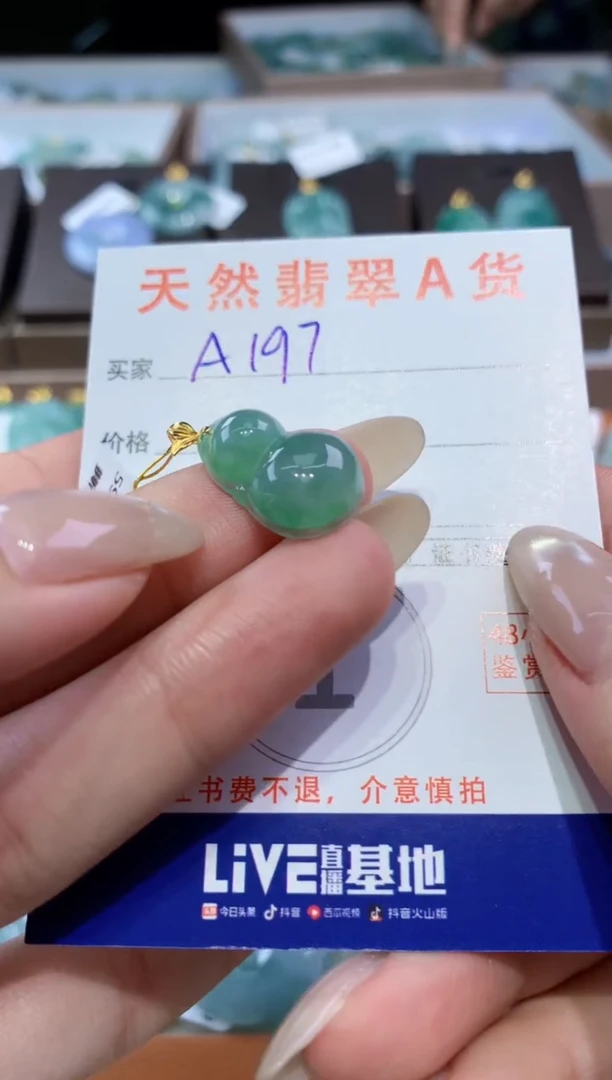 天然翡翠A货
买家 A197
价格
鉴赏
书费不退，介意慎拍
LiVE直播基地
今日头条 抖音 西瓜视频 抖音火山版